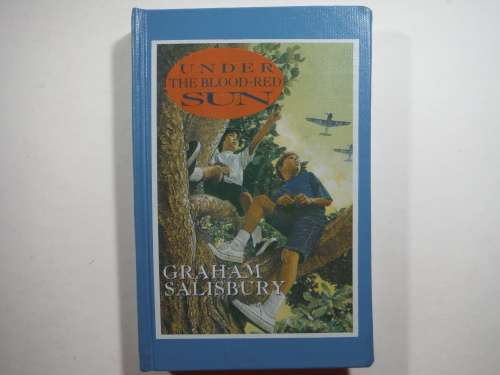 UNDER
THE BLOOD-RED
SUN
GRAHAM
SALISBURY